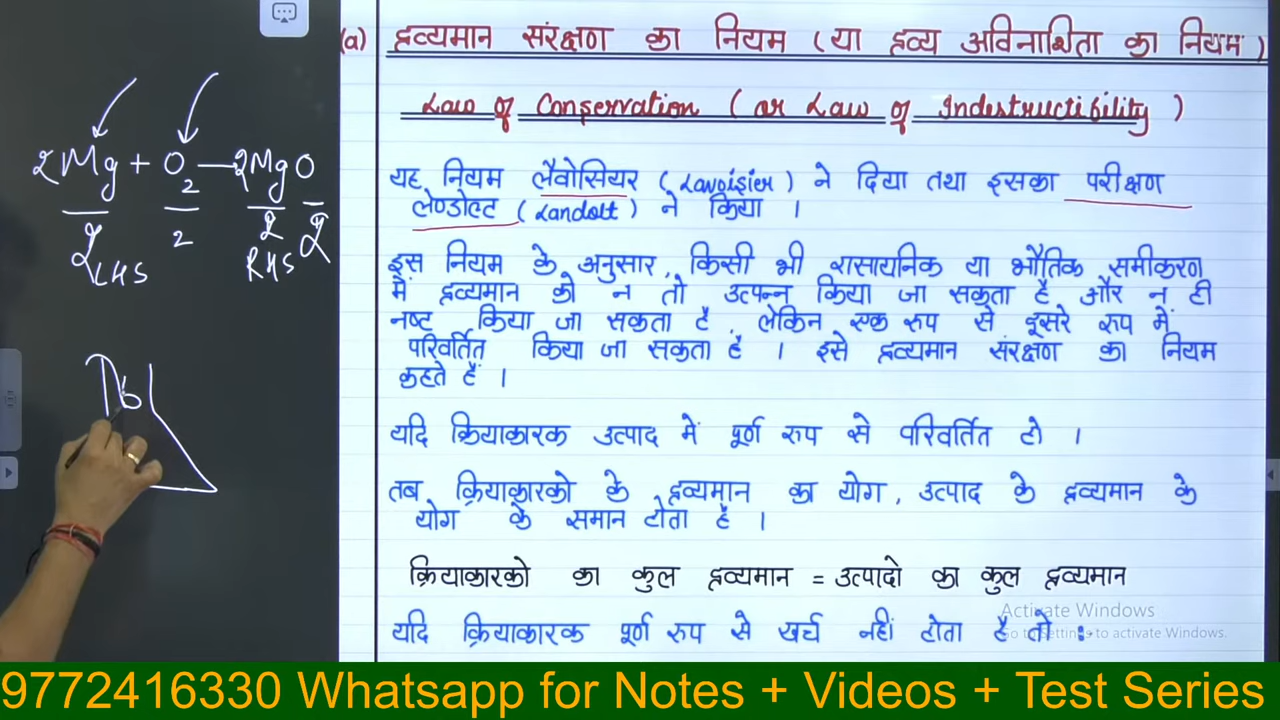 (a) द्रव्यमान संरक्षण का नियम (या द्रव्य अविनाशिता का नियम)
Law of Conservation (or Law of Indestructibility)
यह नियम लैवोसियर (Lavoisier) ने दिया तथा इसका परीक्षण
लेण्डोल्ट (Landolt) ने किया ।
इस नियम के अनुसार, किसी भी रासायनिक या भौतिक समीकरण
में द्रव्यमान को न तो उत्पन्न किया जा सकता है और न ही
नष्ट किया जा सकता है, लेकिन एक रूप से दूसरे रूप में
परिवर्तित किया जा सकता है । इसे द्रव्यमान संरक्षण का नियम
कहते हैं ।
यदि क्रियाकारक उत्पाद में पूर्ण रूप से परिवर्तित हो ।
तब क्रियाकारको के द्रव्यमान का योग, उत्पाद के द्रव्यमान के
योग के समान होता है ।
क्रियाकारको का कुल द्रव्यमान = उत्पादो का कुल द्रव्यमान
यदि क्रियाकारक पूर्ण रूप से खर्च नहीं होता है तो :-
2Mg + O2 → 2MgO
2 2 2 2
LHS RHS
Activate Windows
Go to Settings to activate Windows.
9772416330 Whatsapp for Notes + Videos + Test Series